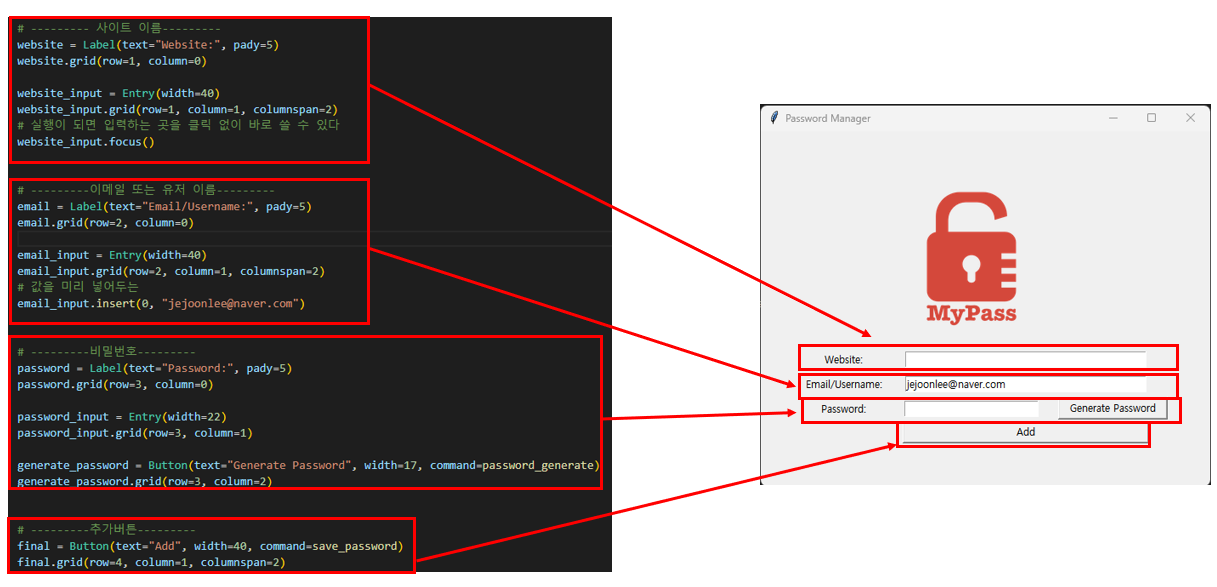 # --------- 사이트 이름---------
website = Label(text="Website:", pady=5)
website.grid(row=1, column=0)
website_input = Entry(width=40)
website_input.grid(row=1, column=1, columnspan=2)
# 실행이 되면 입력하는 곳을 클릭 없이 바로 쓸 수 있다
website_input.focus()
# ---------이메일 또는 유저 이름---------
email = Label(text="Email/Username:", pady=5)
email.grid(row=2, column=0)
email_input = Entry(width=40)
email_input.grid(row=2, column=1, columnspan=2)
# 값을 미리 넣어두는
email_input.insert(0, "jejoonlee@naver.com")
# ---------비밀번호---------
password = Label(text="Password:", pady=5)
password.grid(row=3, column=0)
password_input = Entry(width=22)
password_input.grid(row=3, column=1)
generate_password = Button(text="Generate Password", width=17, command=password_generate)
generate_password.grid(row=3, column=2)
# ---------추가버튼---------
final = Button(text="Add", width=40, command=save_password)
final.grid(row=4, column=1, columnspan=2)
Password Manager
MyPass
Website:
Email/Username: jejoonlee@naver.com
Password: Generate Password
Add